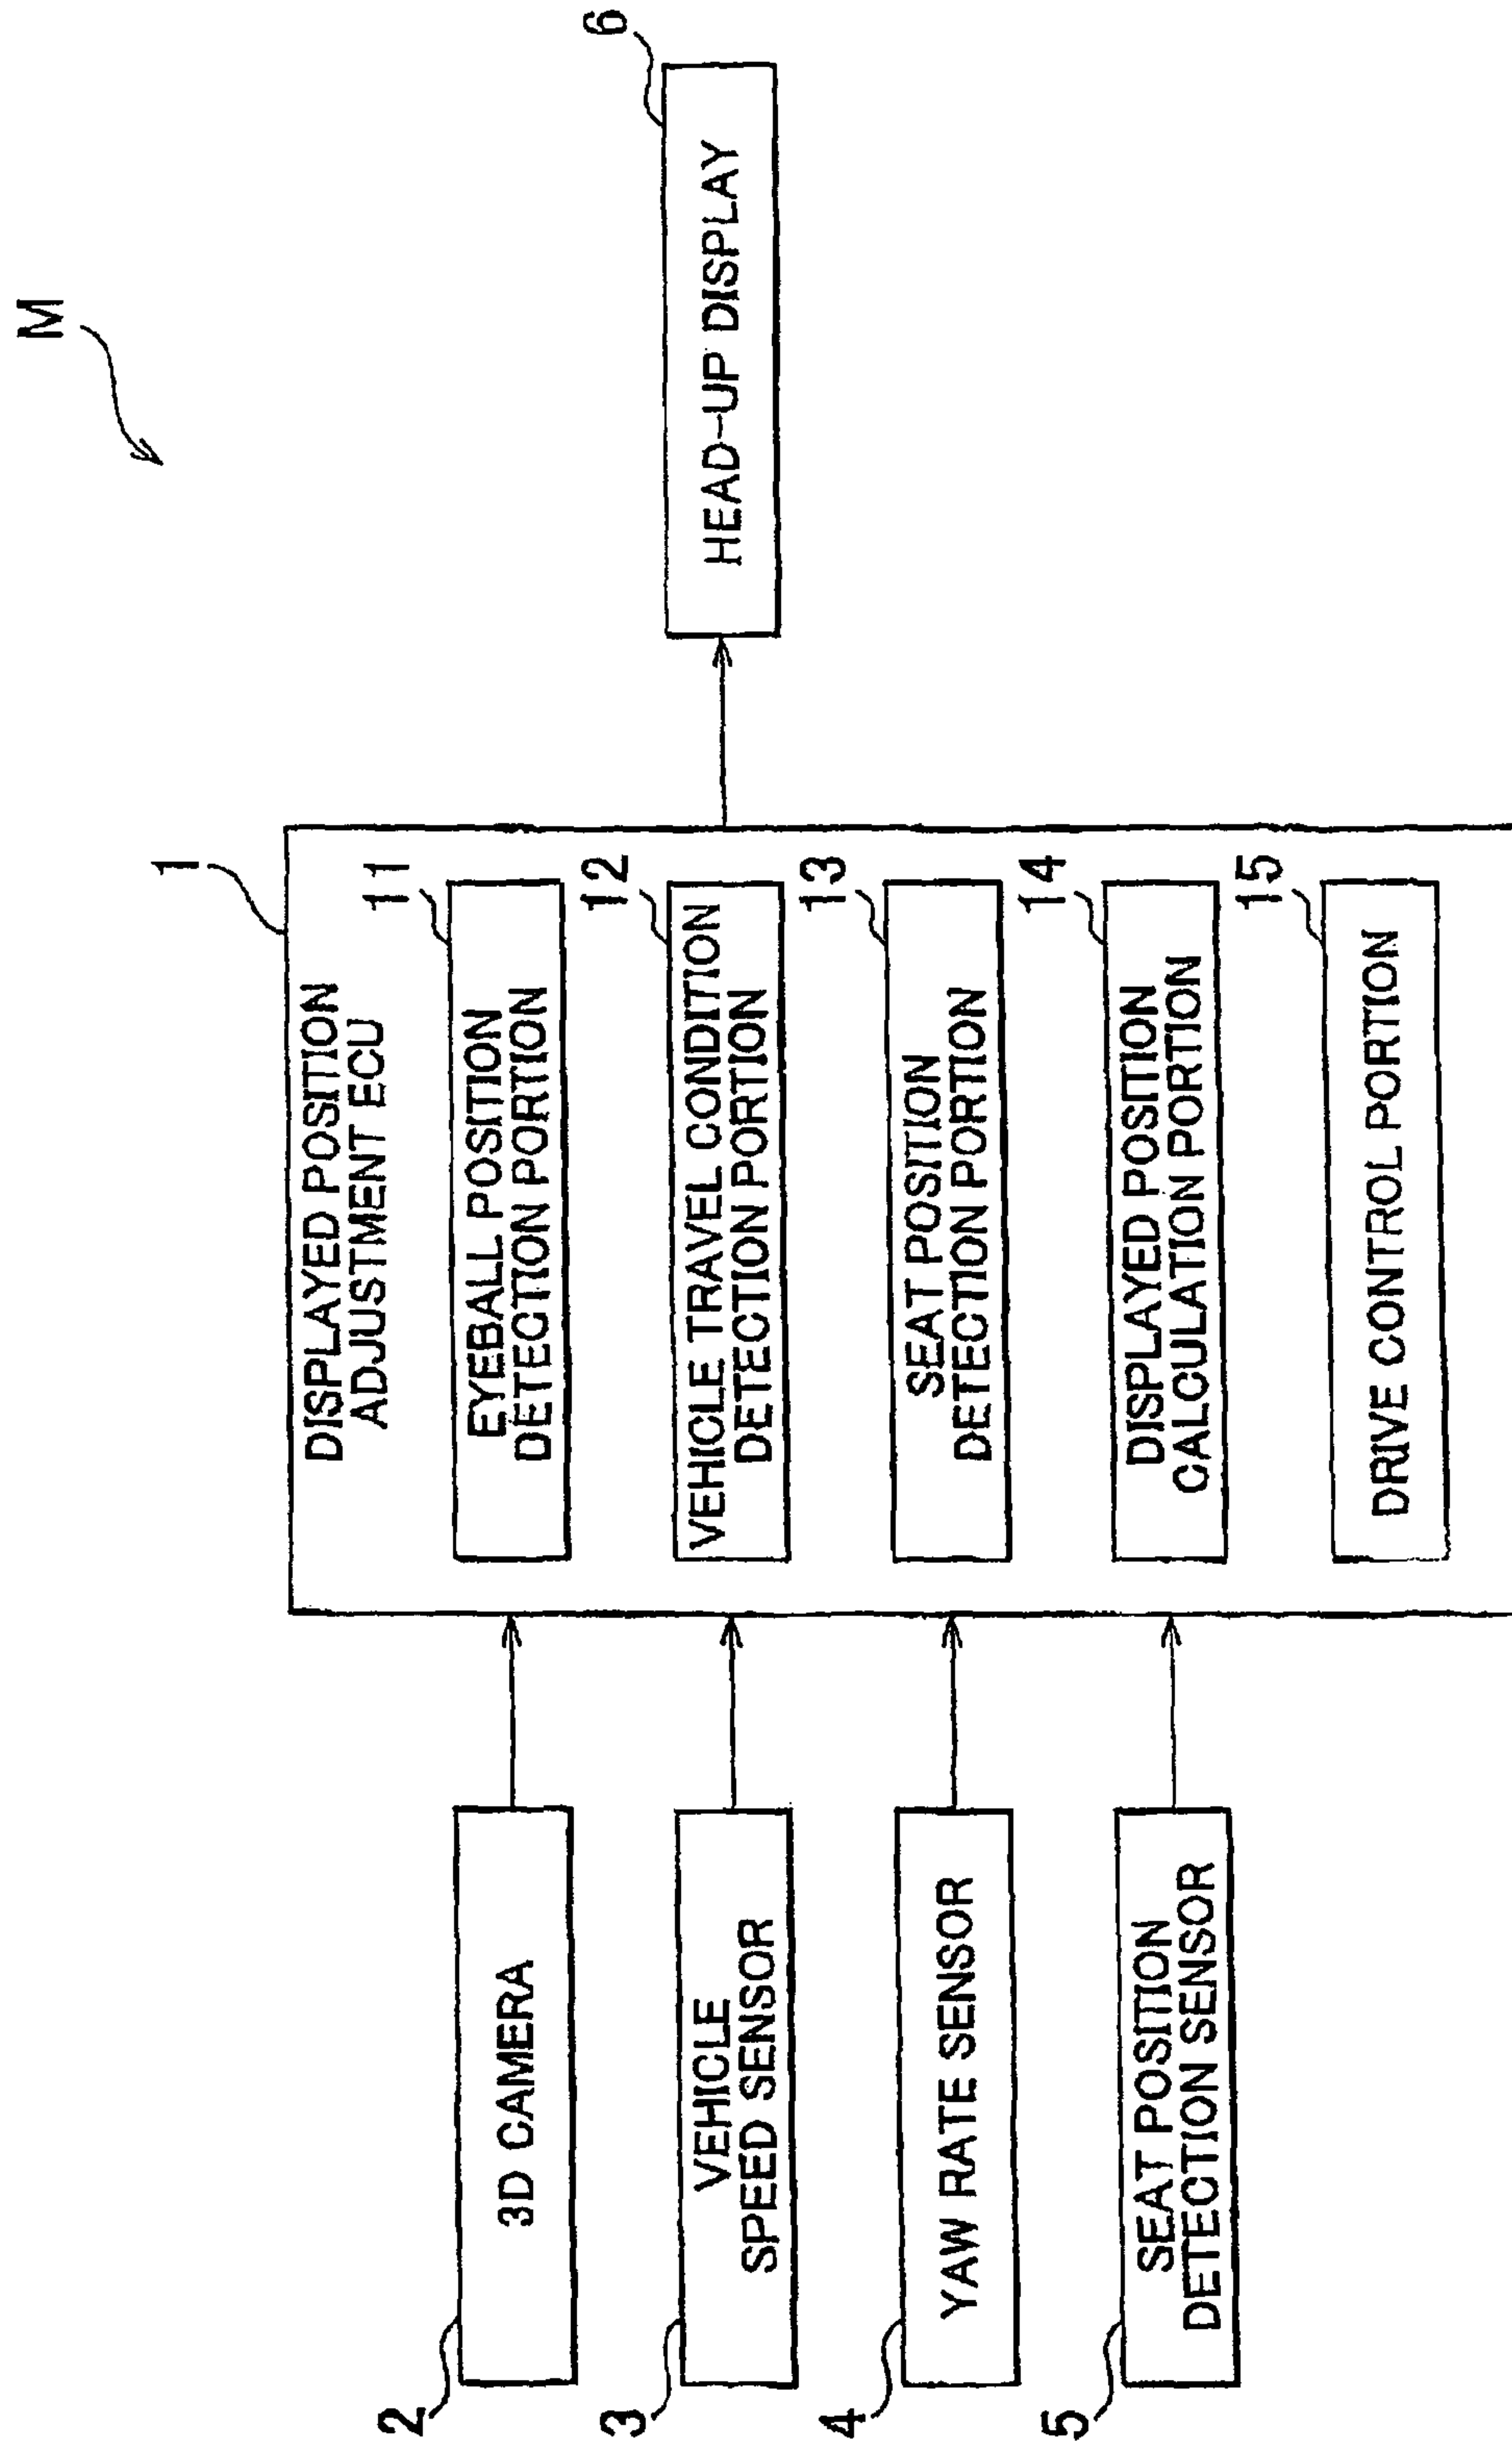 M
2
3D CAMERA
3
VEHICLE
SPEED SENSOR
4
YAW RATE SENSOR
5
SEAT POSITION
DETECTION SENSOR
1
DISPLAYED POSITION
ADJUSTMENT ECU
11
EYEBALL POSITION
DETECTION PORTION
12
VEHICLE TRAVEL CONDITION
DETECTION PORTION
13
SEAT POSITION
DETECTION PORTION
14
DISPLAYED POSITION
CALCULATION PORTION
15
DRIVE CONTROL PORTION
6
HEAD-UP DISPLAY